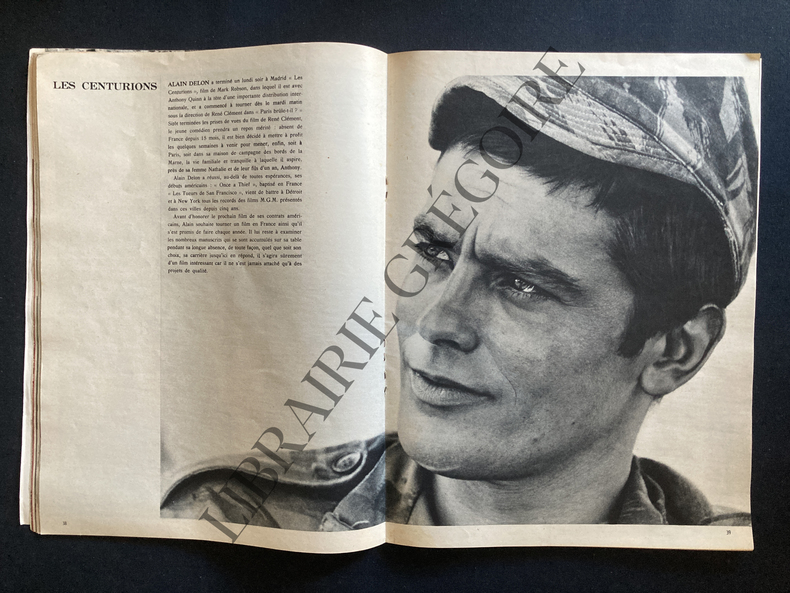 LES CENTURIONS
ALAIN DELON a terminé un lundi soir à Madrid « Les
Centurions », film de Mark Robson, dans lequel il est avec
Anthony Quinn à la tête d'une importante distribution inter-
nationale, et a commencé à tourner dès le mardi matin
sous la direction de René Clément dans « Paris brûle-t-il ? »
Sitôt terminées les prises de vues du film de René Clément,
le jeune comédien prendra un repos mérité : absent de
France depuis 18 mois, il est bien décidé à mettre à profit
les quelques semaines à venir pour mener, enfin, soit à
Paris, soit dans sa maison de campagne des bords de la
Marne, la vie familiale et tranquille à laquelle il aspire,
près de sa femme Nathalie et de leur fils d'un an, Anthony.
Alain Delon a réussi, au-delà de toutes espérances, ses
débuts américains : « Once a Thief », baptisé en France
« Les Tueurs de San Francisco », vient de battre à Détroit
et à New York tous les records des films M.G.M. présentés
dans ces villes depuis cinq ans.
Avant d'honorer le prochain film de ses contrats améri-
cains, Alain souhaite tourner un film en France ainsi qu'il
s'est promis de faire chaque année. Il lui reste à examiner
les nombreux manuscrits qui se sont accumulés sur sa table
pendant sa longue absence, de toute façon, quel que soit son
choix, sa carrière jusqu'ici en répond, il s'agira sûrement
d'un film intéressant car il ne s'est jamais attaché qu'à des
projets de qualité.
LIBRAIRIE GRÉGOIRE